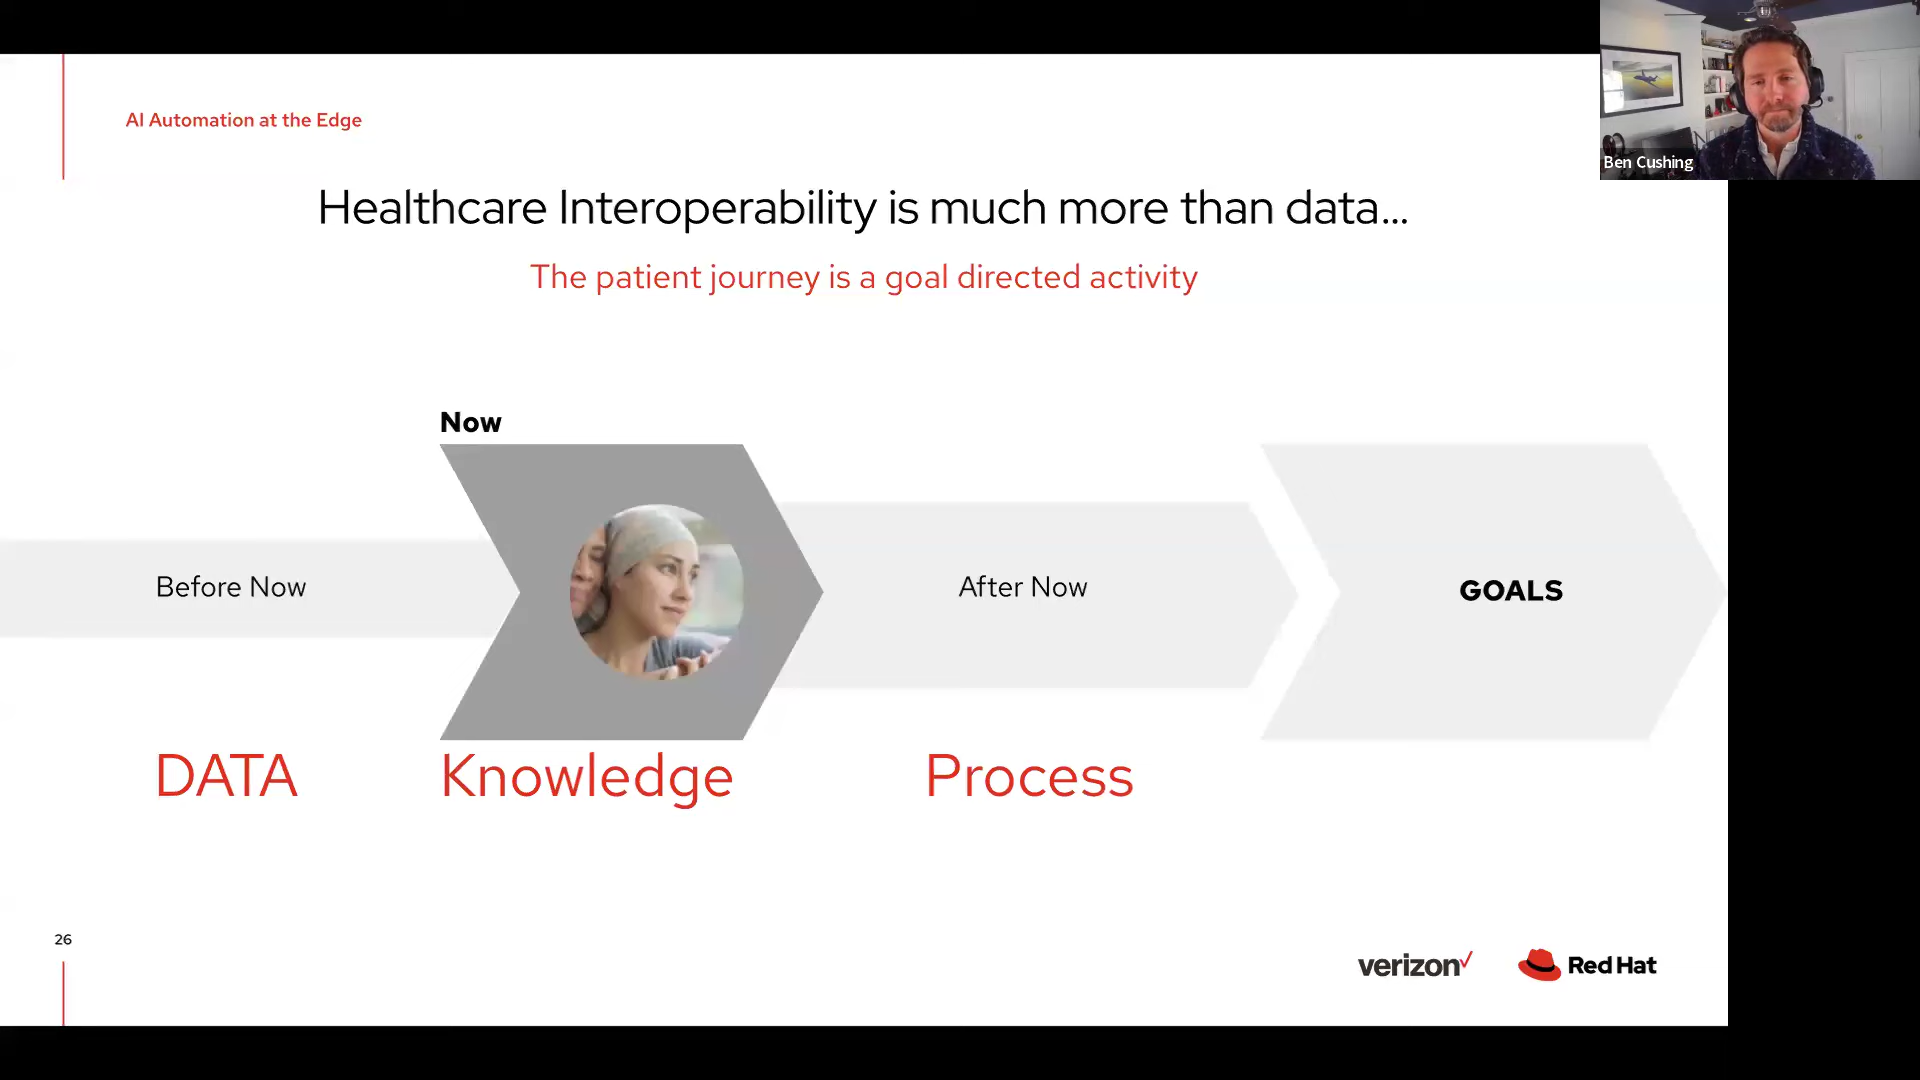 AI Automation at the Edge
Ben Cushing
Healthcare Interoperability is much more than data...
The patient journey is a goal directed activity
Now
Before Now
After Now
GOALS
DATA
Knowledge
Process
26
verizon
Red Hat